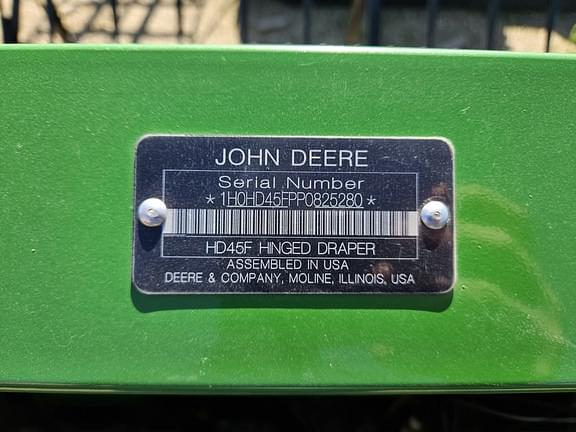 JOHN DEERE
Serial Number
*1H0HD45FPP0825280*
HD45F HINGED DRAPER
ASSEMBLED IN USA
DEERE & COMPANY, MOLINE, ILLINOIS, USA